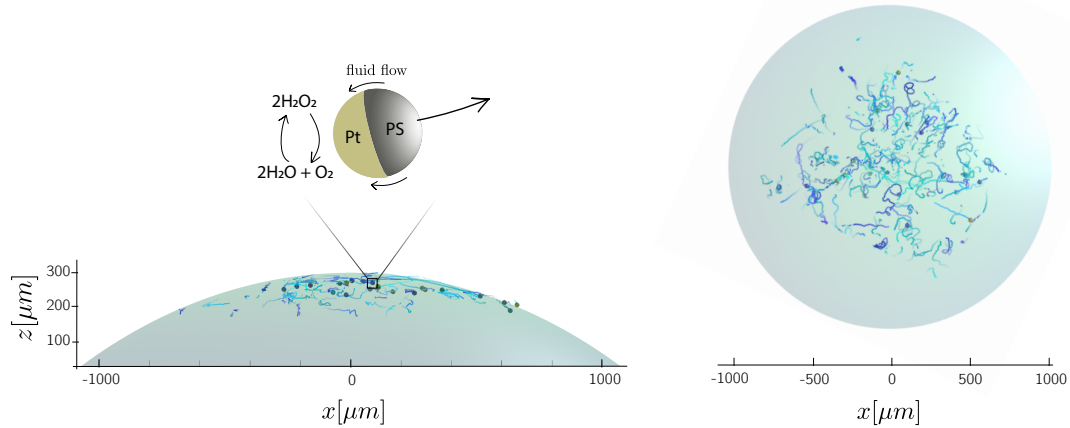 fluid flow
2H₂O₂
Pt
PS
2H₂O + O₂
300
200
100
z[μm]
-1000
0
1000
x[μm]
-1000
-500
0
500
1000
x[μm]